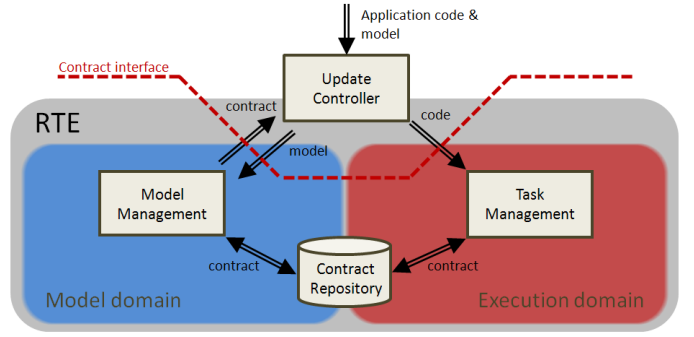 Application code &
model
Contract interface
Update
Controller
contract
code
RTE
model
Model
Management
Task
Management
contract
Contract
Repository
contract
Model domain
Execution domain